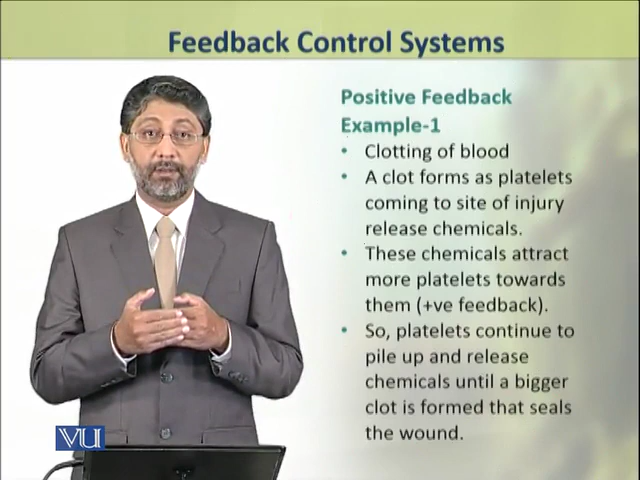 Feedback Control Systems
Positive Feedback
Example-1
• Clotting of blood
• A clot forms as platelets
coming to site of injury
release chemicals.
• These chemicals attract
more platelets towards
them (+ve feedback).
• So, platelets continue to
pile up and release
chemicals until a bigger
clot is formed that seals
the wound.
VU